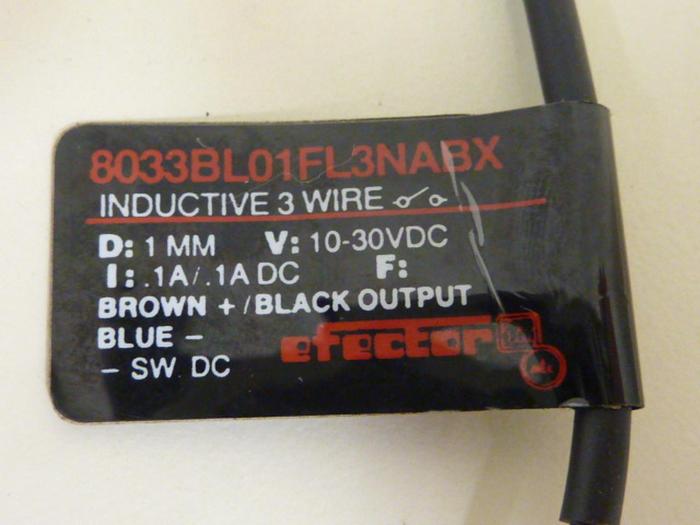 8033BL01FL3NABX
INDUCTIVE 3 WIRE
D: 1 MM V: 10-30VDC
I: .1A/.1A DC F:
BROWN +/BLACK OUTPUT
BLUE -
- SW. DC
efector